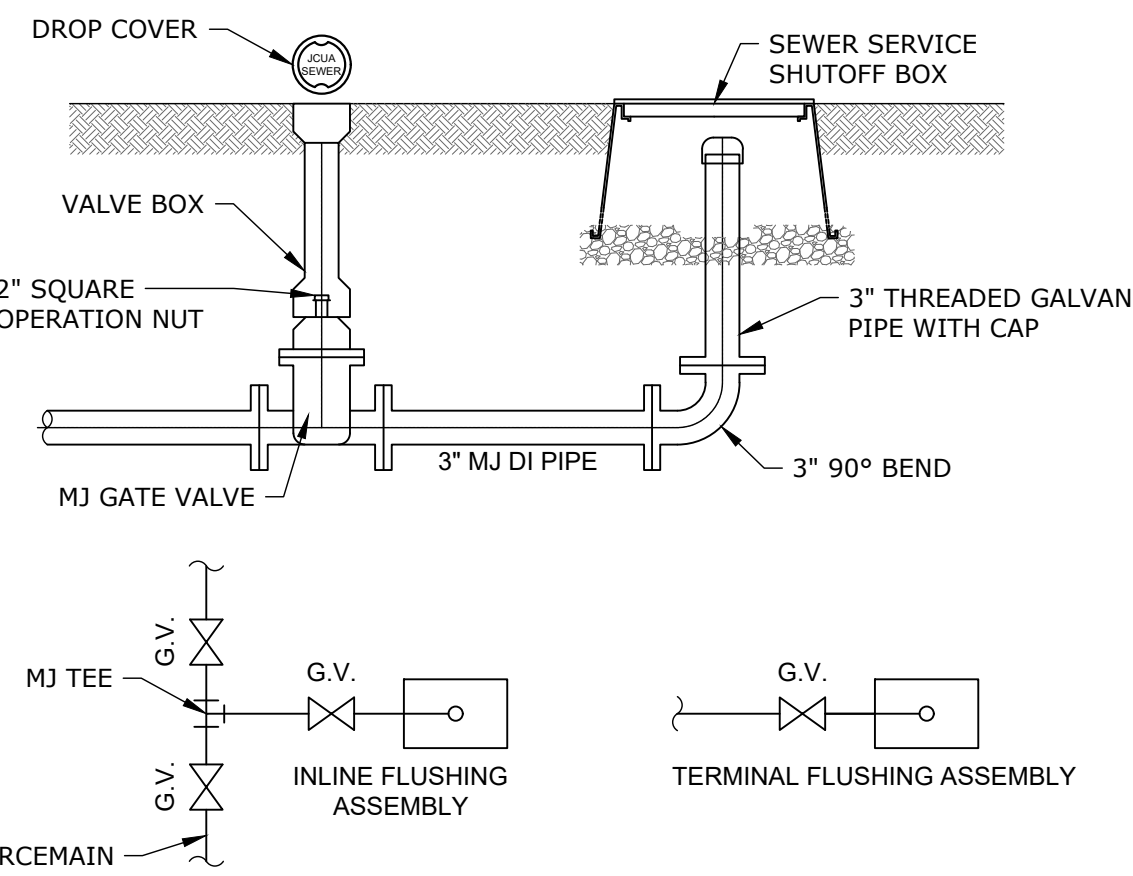 DROP COVER
JCUA
SEWER
SEWER SERVICE
SHUTOFF BOX
VALVE BOX
2" SQUARE
OPERATION NUT
3" THREADED GALVAN
PIPE WITH CAP
3" MJ DI PIPE
3" 90° BEND
MJ GATE VALVE
G.V.
MJ TEE
G.V.
G.V.
G.V.
INLINE FLUSHING
ASSEMBLY
TERMINAL FLUSHING ASSEMBLY
RCEMAIN